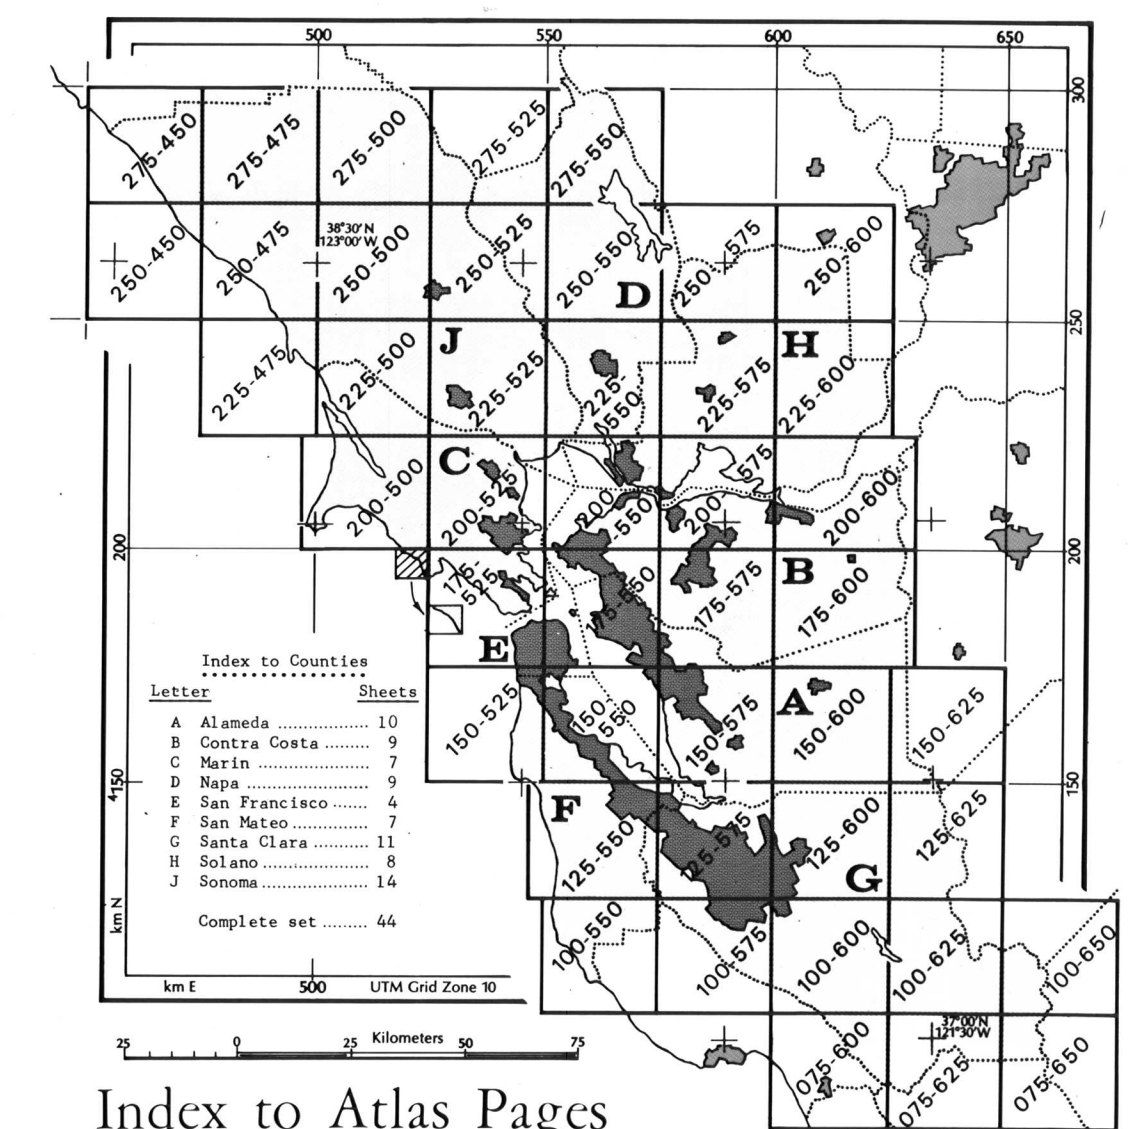 500 550 600 650
300
275-450 275-475 275-500 275-525 275-550
38°30'N
123°00'W
250-450 250-475 250-500 250-525 250-550 250-575 250-600
D
250
J H
225-475 225-500 225-525 225-
550 225-575 225-600
C
200-500 200-525 200
-550 200
575 200-600
200 200
B
175-
525 175-550 175-575 175-600
E
A
150-525 150-
550 150-575 150-600 150-625
Index to Counties
Letter Sheets
A Alameda ................ 10
B Contra Costa ........ 9
C Marin .................. 7
D Napa .................... 9
E San Francisco ...... 4
F San Mateo ............. 7
G Santa Clara .......... 11
H Solano .................. 8
J Sonoma .................. 14
Complete set ........ 44
4150 150
F
G
125-550 125-575 125-600 125-625
km N
100-550 100-575 100-600 100-625 100-650
km E 500 UTM Grid Zone 10
37°00'N
121°30'W
075-600 075-625 075-650
Kilometers
25 0 25 50 75
Index to Atlas Pages